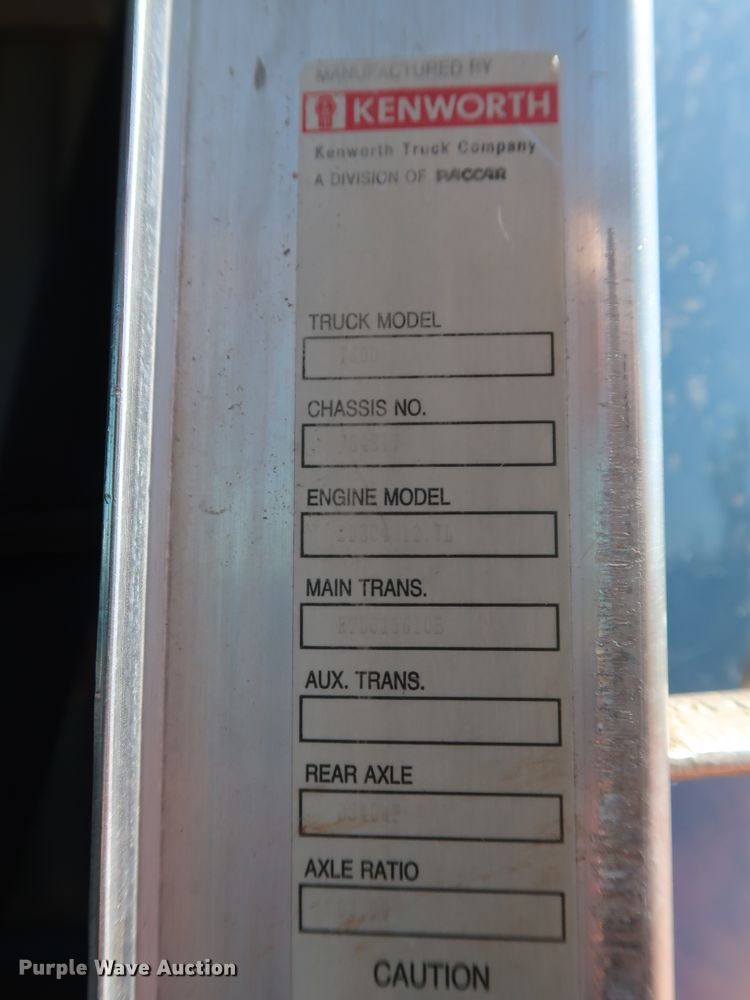 MANUFACTURED BY
KENWORTH
Kenworth Truck Company
A DIVISION OF PACCAR
TRUCK MODEL
CHASSIS NO.
ENGINE MODEL
MAIN TRANS.
AUX. TRANS.
REAR AXLE
AXLE RATIO
CAUTION
Purple Wave Auction